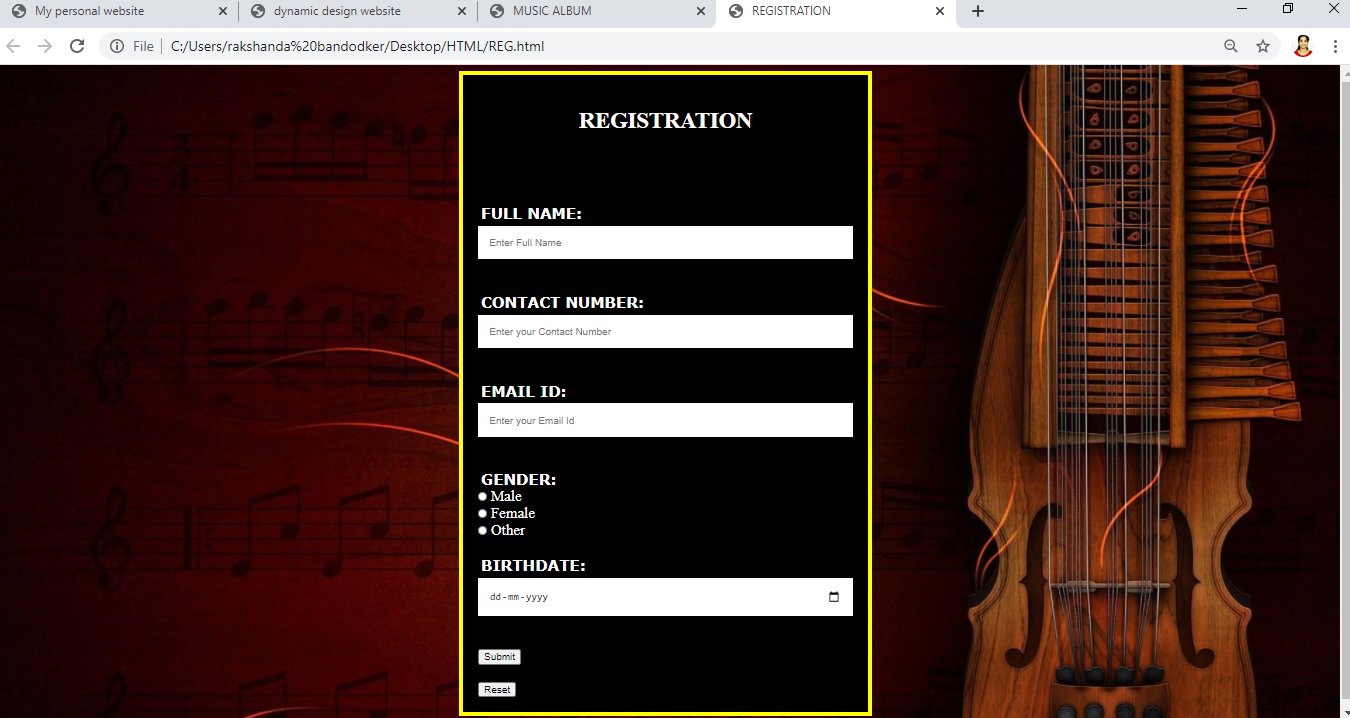 My personal website
dynamic design website
MUSIC ALBUM
REGISTRATION
File
C:/Users/rakshanda%20bandodker/Desktop/HTML/REG.html
REGISTRATION
FULL NAME:
Enter Full Name
CONTACT NUMBER:
Enter your Contact Number
EMAIL ID:
Enter your Email Id
GENDER:
Male
Female
Other
BIRTHDATE:
dd-mm-yyyy
Submit
Reset